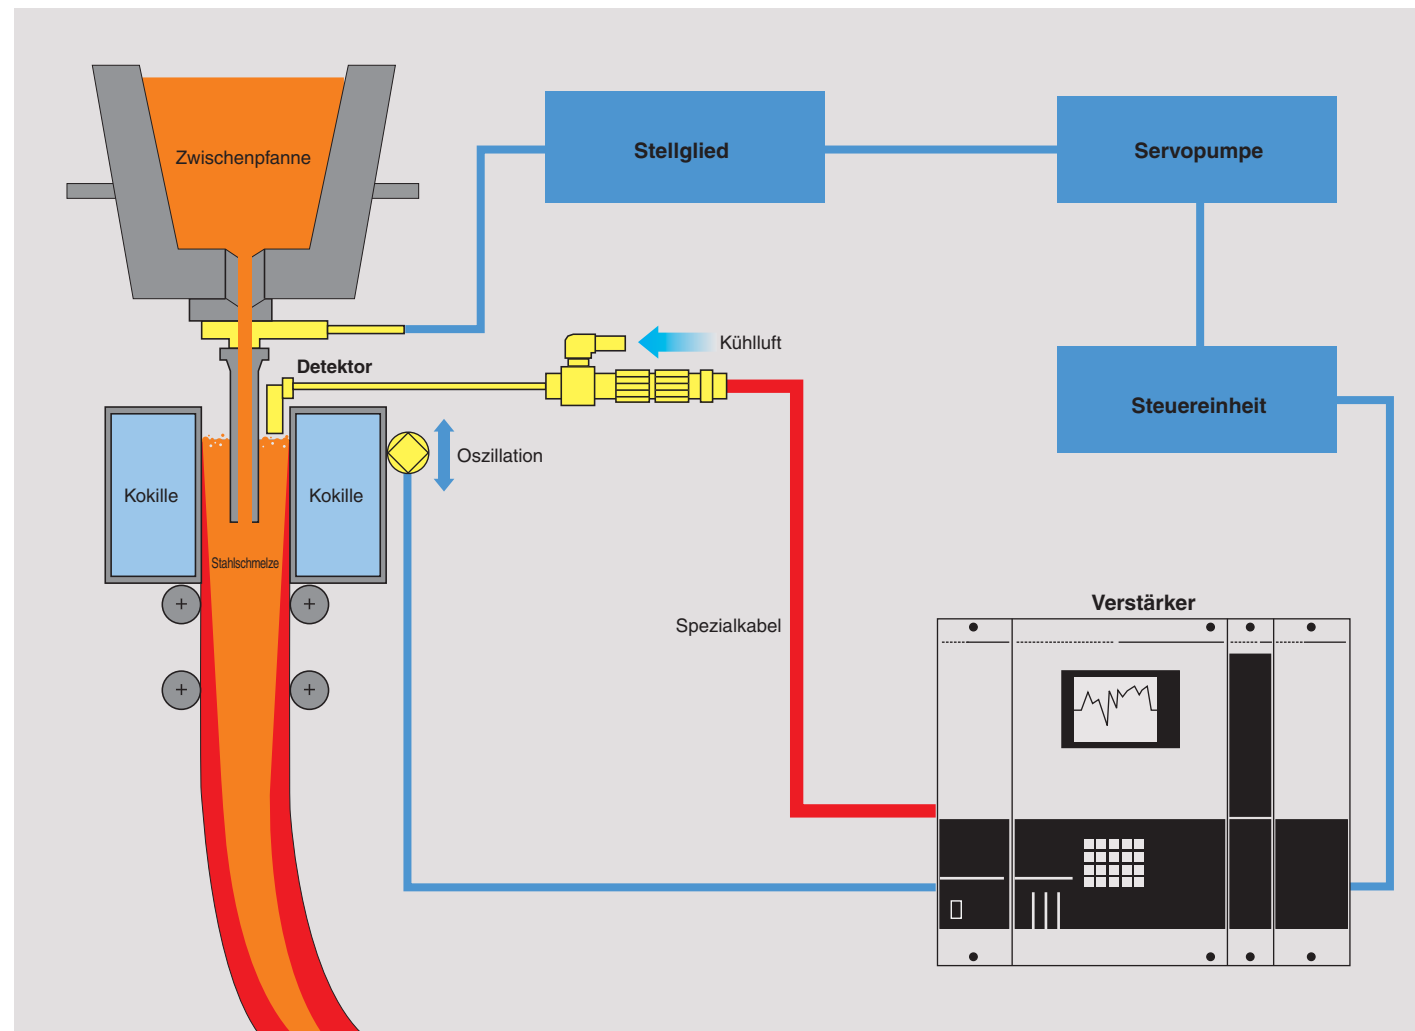 Zwischenpfanne
Stellglied
Servopumpe
Kühlluft
Detektor
Steuereinheit
Oszillation
Kokille
Kokille
Stahlschmelze
Verstärker
Spezialkabel